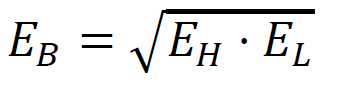 E_B = √(E_H · E_L)